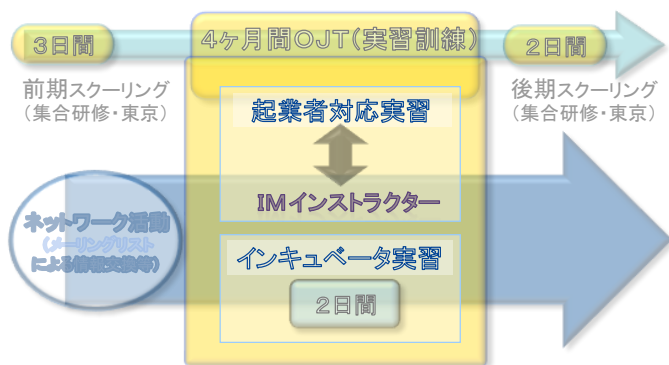 3日間
4ヶ月間OJT(実習訓練)
2日間
前期スクーリング
(集合研修・東京)
後期スクーリング
(集合研修・東京)
起業者対応実習
IMインストラクター
ネットワーク活動
(メーリングリスト
による情報交換等)
インキュベータ実習
2日間